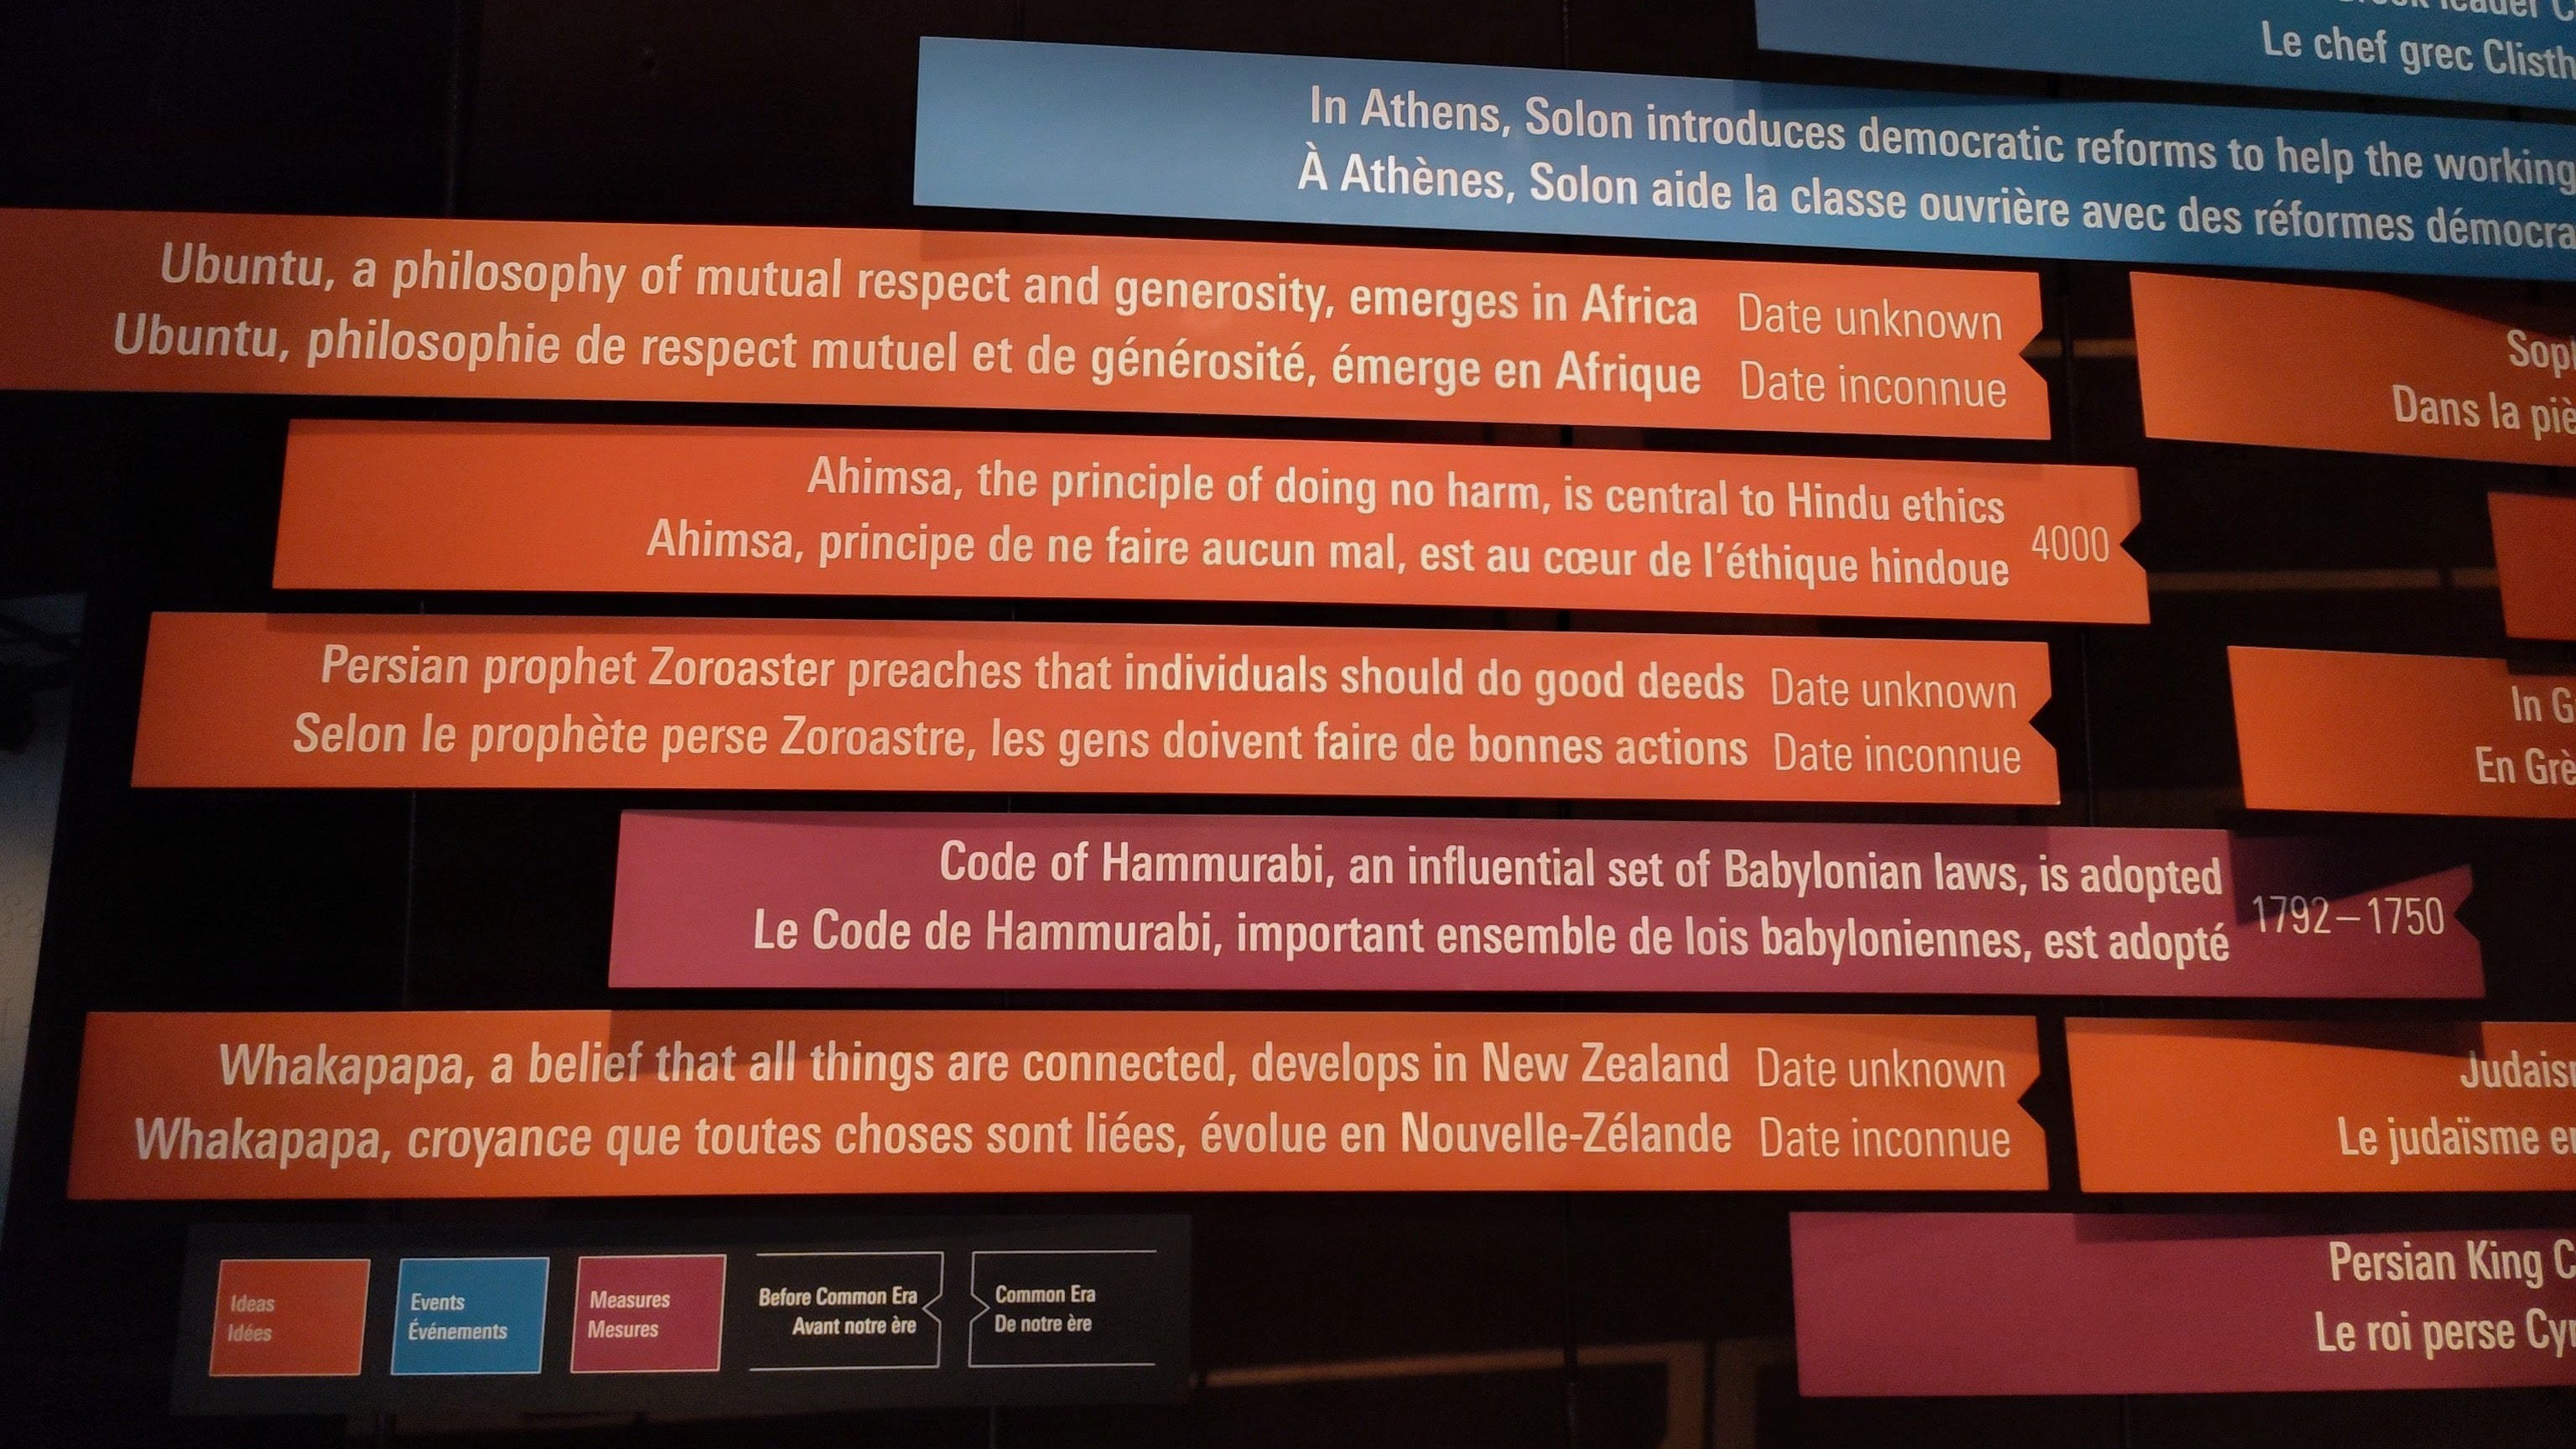 leader
Le chef grec
In Athens, Solon introduces democratic reforms to help the working
À Athènes, Solon aide la classe ouvrière avec des réformes
Ubuntu, a philosophy of mutual respect and generosity, emerges in Africa Date unknown
Ubuntu, philosophie de respect mutuel et de générosité, émerge en Afrique Date inconnue
Dans la
Ahimsa, the principle of doing no harm, is central to Hindu ethics
Ahimsa, principe de ne faire aucun mal, est au cœur de l'éthique hindoue
4000
Persian prophet Zoroaster preaches that individuals should do good deeds Date unknown
Selon le prophète perse Zoroastre, les gens doivent faire de bonnes actions Date inconnue
In
En
Code of Hammurabi, an influential set of Babylonian laws, is adopted
Le Code de Hammurabi, important ensemble de lois babyloniennes, est adopté
1792–1750
Whakapapa, a belief that all things are connected, develops in New Zealand Date unknown
Whakapapa, croyance que toutes choses sont liées, évolue en Nouvelle-Zélande Date inconnue
Le judaïsme
Persian King
Le roi perse
Ideas
Idées
Events
Événements
Measures
Mesures
Before Common Era
Avant notre ère
Common Era
De notre ère